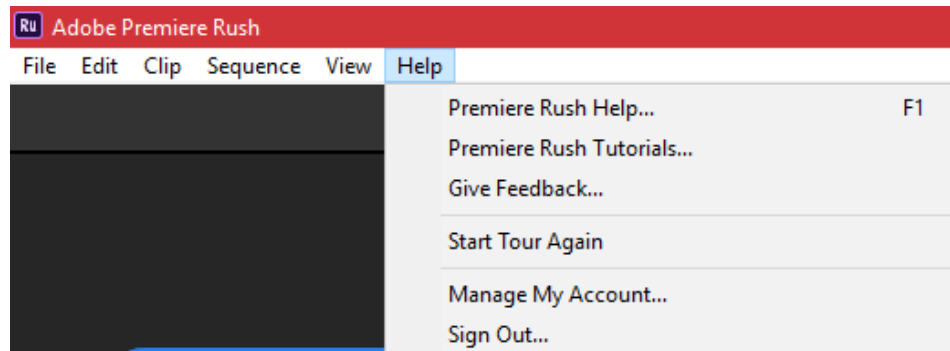 Ru Adobe Premiere Rush
File Edit Clip Sequence View Help
Premiere Rush Help... F1
Premiere Rush Tutorials...
Give Feedback...
Start Tour Again
Manage My Account...
Sign Out...